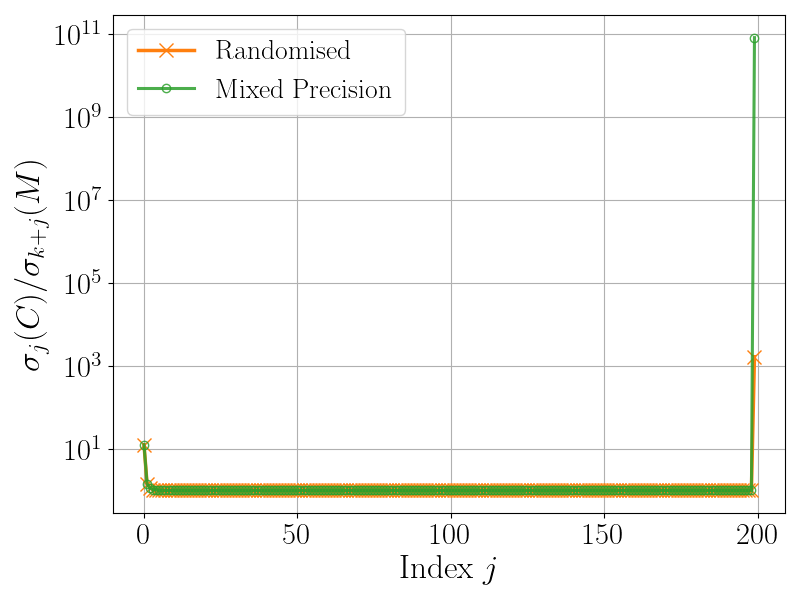 Randomised
Mixed Precision
σ_j(C)/σ_{k+j}(M)
10^11
10^9
10^7
10^5
10^3
10^1
0 50 100 150 200
Index j